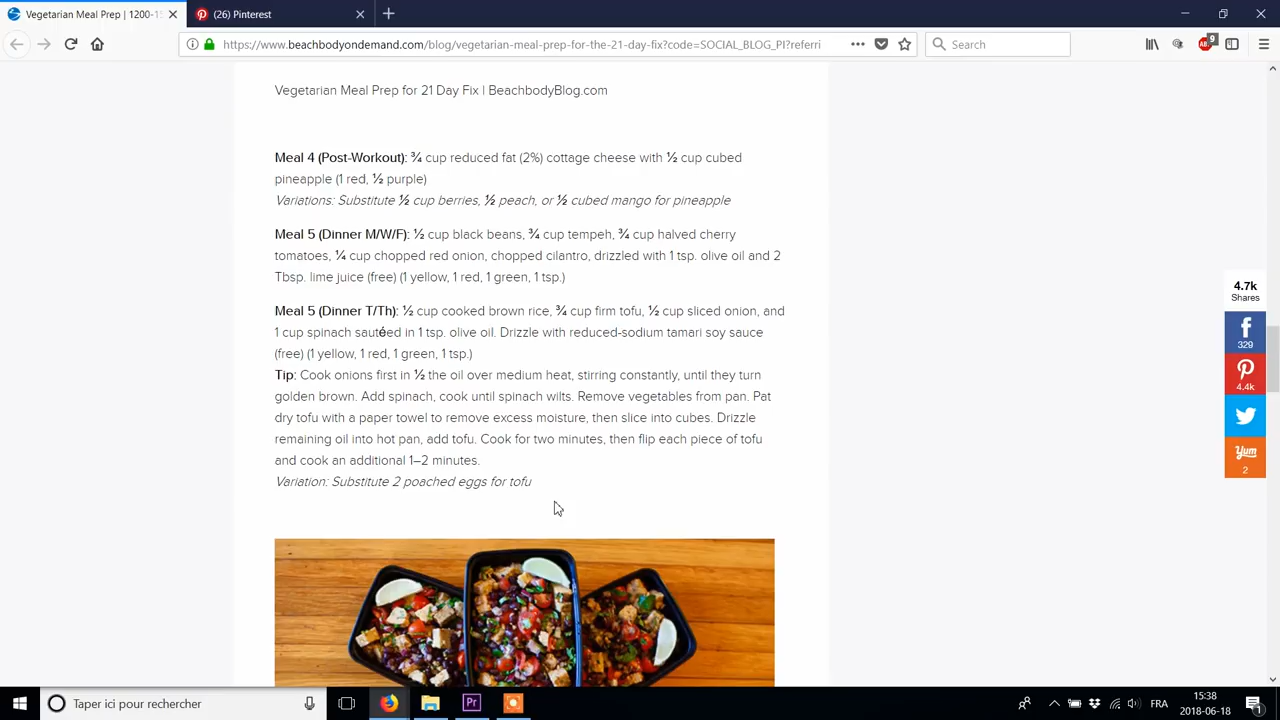 Vegetarian Meal Prep | 1200-1
(26) Pinterest
https://www.beachbodyondemand.com/blog/vegetarian-meal-prep-for-the-21-day-fix?code=SOCIAL_BLOG_PI?referri
Search
9
Vegetarian Meal Prep for 21 Day Fix | BeachbodyBlog.com
Meal 4 (Post-Workout): ¾ cup reduced fat (2%) cottage cheese with ½ cup cubed
pineapple (1 red, ½ purple)
Variations: Substitute ½ cup berries, ½ peach, or ½ cubed mango for pineapple
Meal 5 (Dinner M/W/F): ½ cup black beans, ¾ cup tempeh, ¾ cup halved cherry
tomatoes, ¼ cup chopped red onion, chopped cilantro, drizzled with 1 tsp. olive oil and 2
Tbsp. lime juice (free) (1 yellow, 1 red, 1 green, 1 tsp.)
Meal 5 (Dinner T/Th): ½ cup cooked brown rice, ¾ cup firm tofu, ½ cup sliced onion, and
1 cup spinach sautéed in 1 tsp. olive oil. Drizzle with reduced-sodium tamari soy sauce
(free) (1 yellow, 1 red, 1 green, 1 tsp.)
Tip: Cook onions first in ½ the oil over medium heat, stirring constantly, until they turn
golden brown. Add spinach, cook until spinach wilts. Remove vegetables from pan. Pat
dry tofu with a paper towel to remove excess moisture, then slice into cubes. Drizzle
remaining oil into hot pan, add tofu. Cook for two minutes, then flip each piece of tofu
and cook an additional 1–2 minutes.
Variation: Substitute 2 poached eggs for tofu
4.7k
Shares
329
4.4k
Yum
2
Taper ici pour rechercher
Pr
FRA
15:38
2018-06-18
1